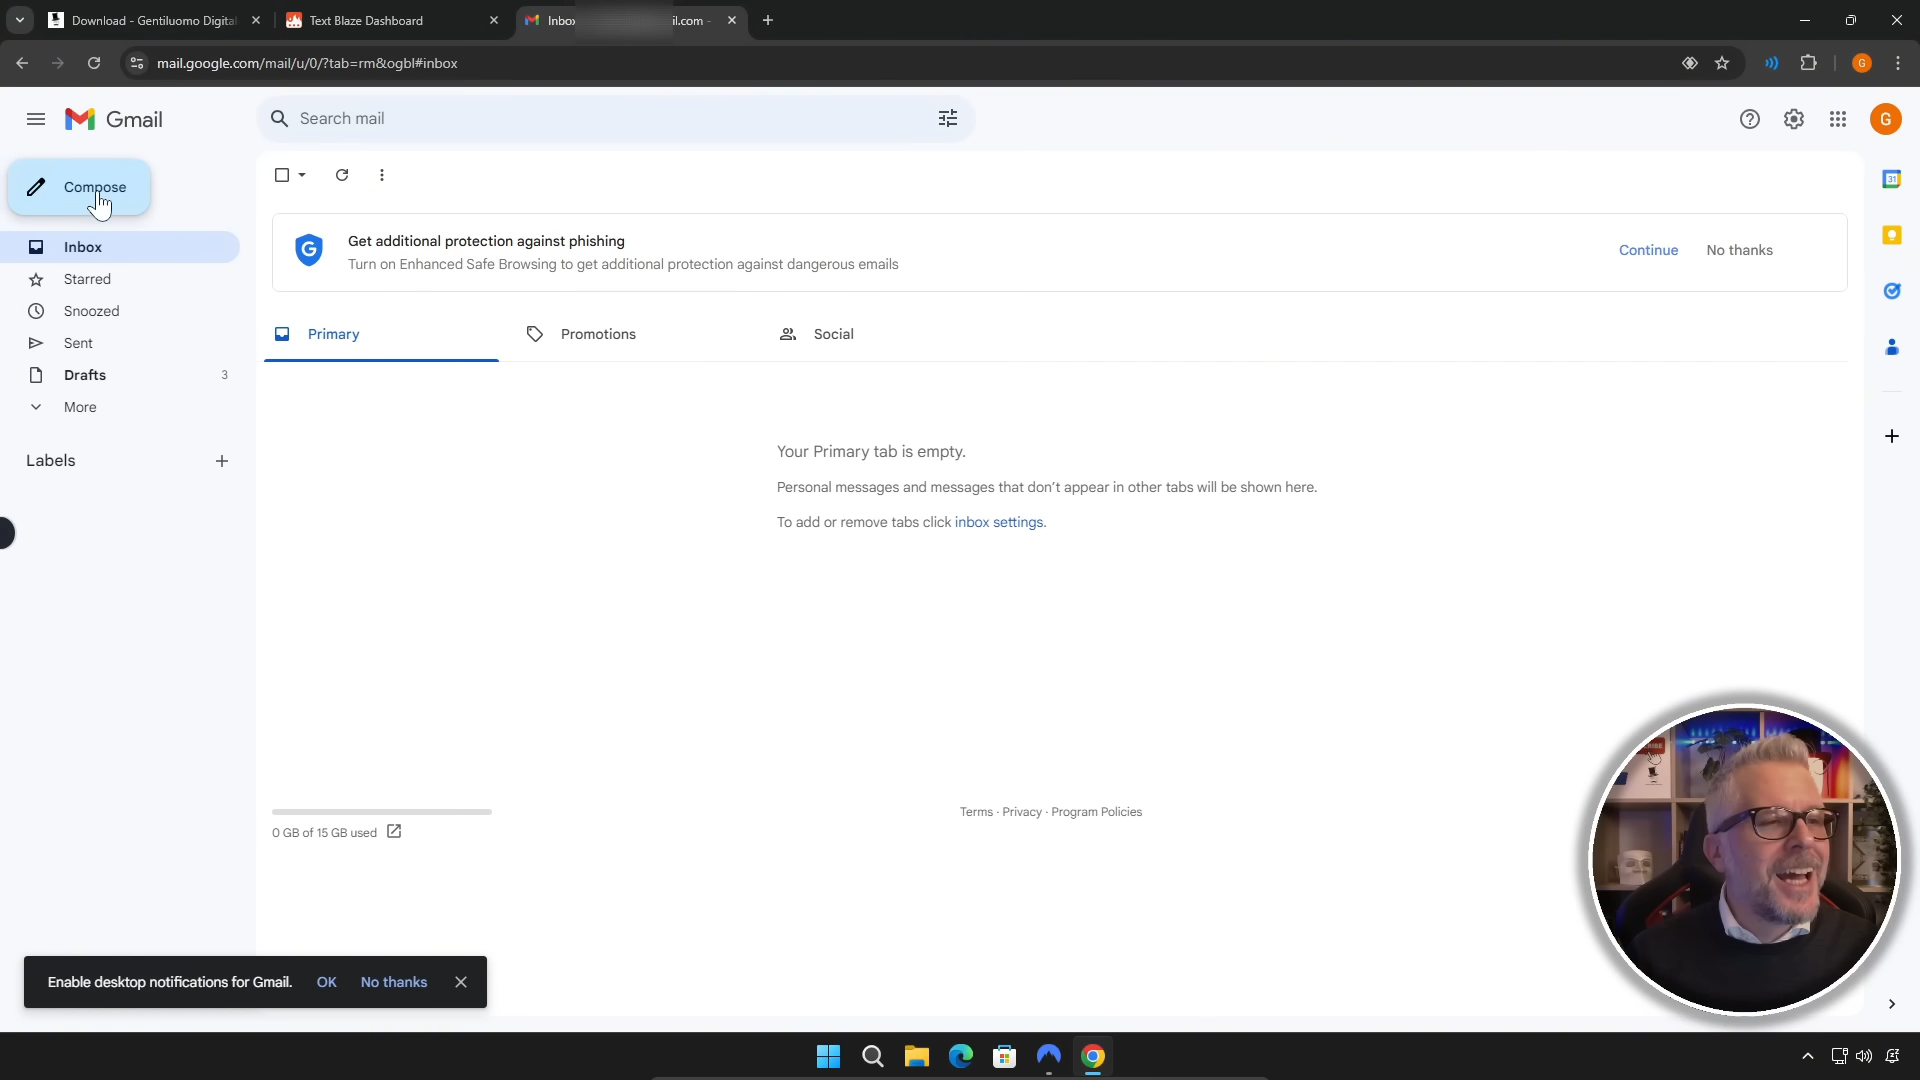 Download - Gentiluomo Digital
Text Blaze Dashboard
Inbox
il.com -
mail.google.com/mail/u/0/?tab=rm&ogbl#inbox
G
Gmail
Search mail
G
Compose
31
Get additional protection against phishing
Turn on Enhanced Safe Browsing to get additional protection against dangerous emails
Continue
No thanks
Inbox
Starred
Snoozed
Sent
Drafts
3
More
Labels
Primary
Promotions
Social
Your Primary tab is empty.
Personal messages and messages that don't appear in other tabs will be shown here.
To add or remove tabs click inbox settings.
0 GB of 15 GB used
Terms · Privacy · Program Policies
Enable desktop notifications for Gmail.
OK
No thanks